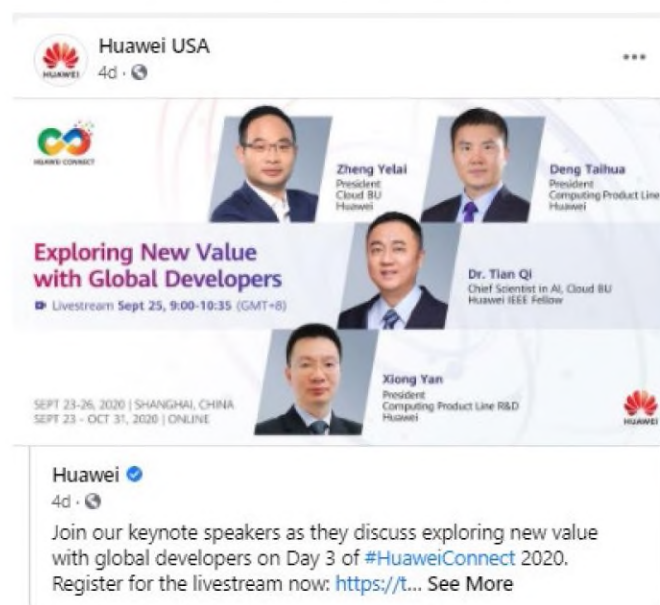 Huawei USA
4d
HUAWEI
HUAWEI CONNECT
Zheng Yelai
President
Cloud BU
Huawei
Deng Taihua
President
Computing Product Line
Huawei
Exploring New Value
with Global Developers
Livestream Sept 25, 9:00-10:35 (GMT+8)
Dr. Tian Qi
Chief Scientist in AI, Cloud BU
Huawei IEEE Fellow
Xiong Yan
President
Computing Product Line R&D
Huawei
SEPT 23-26, 2020 | SHANGHAI, CHINA
SEPT 23 - OCT 31, 2020 | ONLINE
HUAWEI
Huawei
4d
Join our keynote speakers as they discuss exploring new value
with global developers on Day 3 of #HuaweiConnect 2020.
Register for the livestream now: https://t... See More